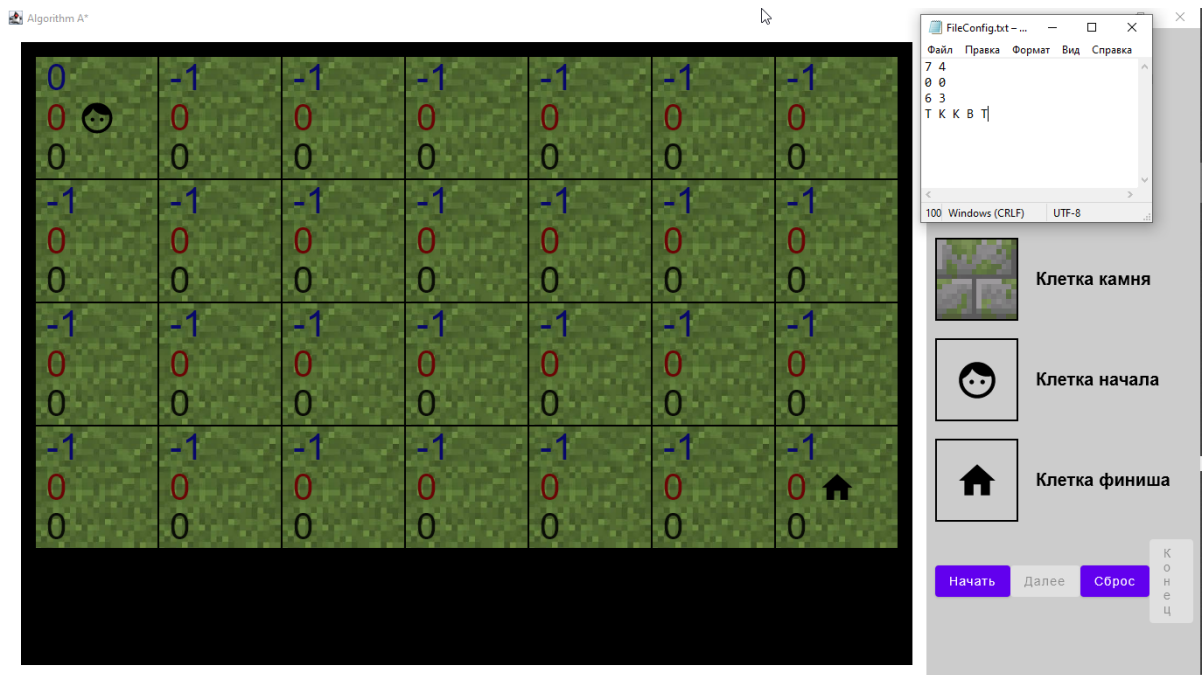 Algorithm A*
0 -1 -1 -1 -1 -1 -1
0 0 0 0 0 0 0
0 0 0 0 0 0 0
-1 -1 -1 -1 -1 -1 -1
0 0 0 0 0 0 0
0 0 0 0 0 0 0
-1 -1 -1 -1 -1 -1 -1
0 0 0 0 0 0 0
0 0 0 0 0 0 0
-1 -1 -1 -1 -1 -1 -1
0 0 0 0 0 0 0
0 0 0 0 0 0 0
FileConfig.txt – ...
Файл Правка Формат Вид Справка
7 4
0 0
6 3
Т К К В Т
100 Windows (CRLF) UTF-8
Клетка камня
Клетка начала
Клетка финиша
Начать Далее Сброс Конец